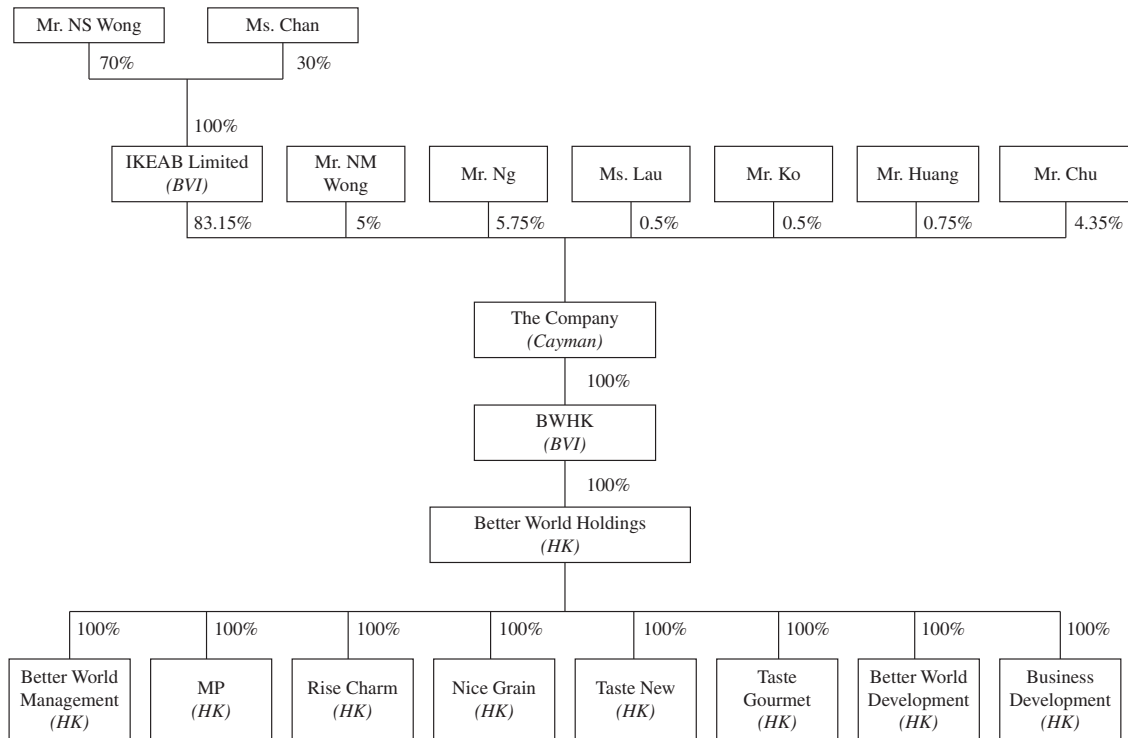 Mr. NS Wong
Ms. Chan
70%
30%
100%
IKEAB Limited
(BVI)
Mr. NM
Wong
Mr. Ng
Ms. Lau
Mr. Ko
Mr. Huang
Mr. Chu
83.15%
5%
5.75%
0.5%
0.5%
0.75%
4.35%
The Company
(Cayman)
100%
BWHK
(BVI)
100%
Better World Holdings
(HK)
100%
100%
100%
100%
100%
100%
100%
100%
Better World
Management
(HK)
MP
(HK)
Rise Charm
(HK)
Nice Grain
(HK)
Taste New
(HK)
Taste
Gourmet
(HK)
Better World
Development
(HK)
Business
Development
(HK)